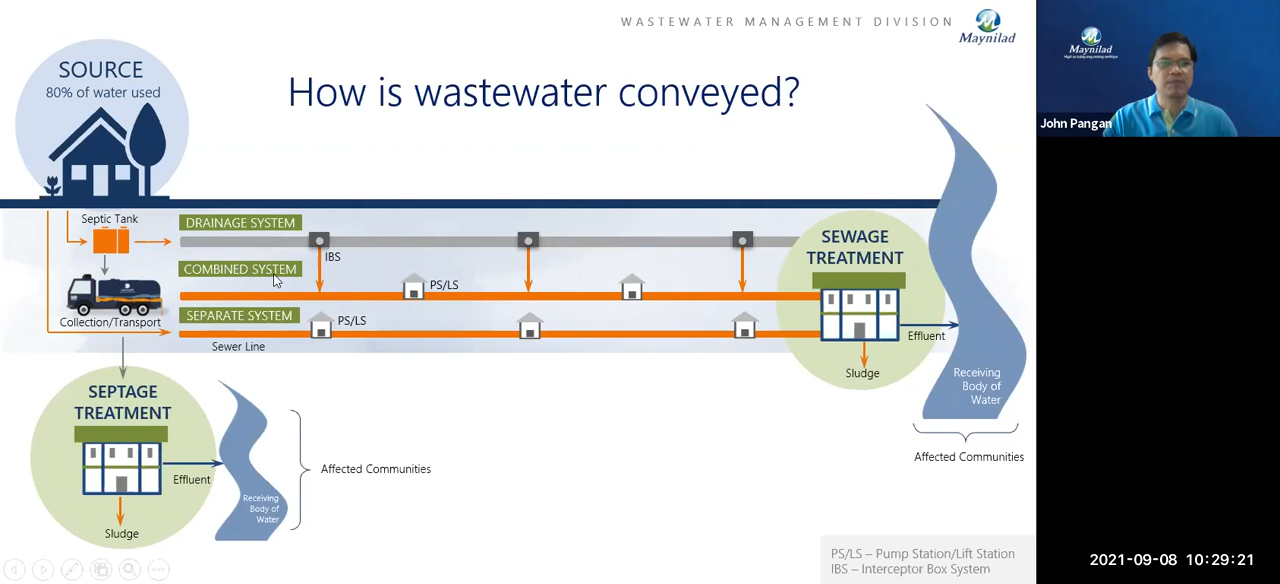 WASTEWATER MANAGEMENT DIVISION
Maynilad
Maynilad
John Pangan
SOURCE
80% of water used
How is wastewater conveyed?
Septic Tank
DRAINAGE SYSTEM
IBS
COMBINED SYSTEM
PS/LS
Collection/Transport
SEPARATE SYSTEM
PS/LS
Sewer Line
SEWAGE
TREATMENT
Effluent
Sludge
Receiving
Body of
Water
Affected Communities
SEPTAGE
TREATMENT
Effluent
Sludge
Receiving
Body of
Water
Affected Communities
PS/LS – Pump Station/Lift Station
IBS – Interceptor Box System
2021-09-08 10:29:21